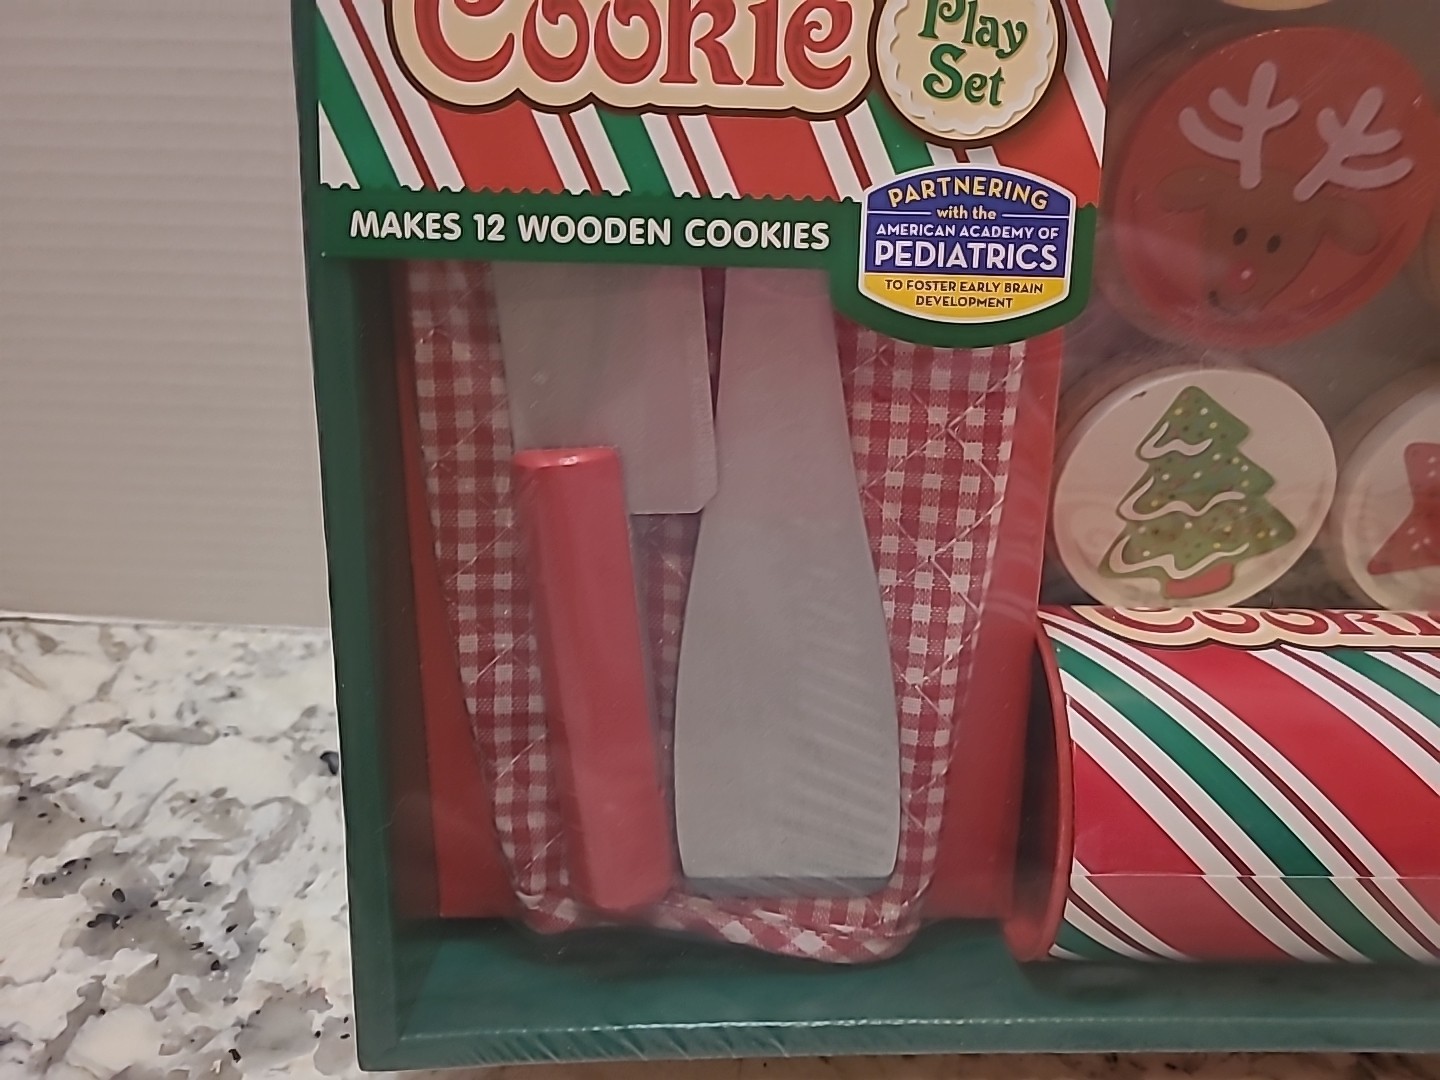 Cookie
Play
Set
MAKES 12 WOODEN COOKIES
PARTNERING
with the
AMERICAN ACADEMY OF
PEDIATRICS
TO FOSTER EARLY BRAIN
DEVELOPMENT